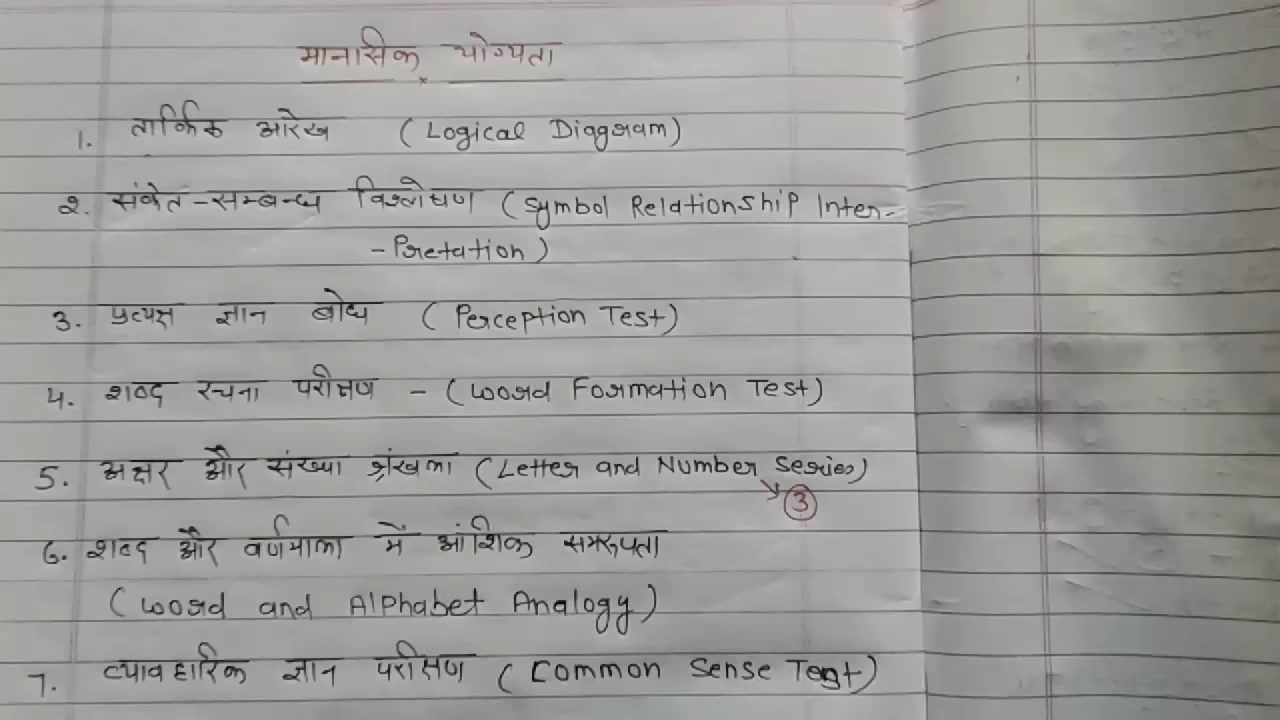 मानसिक योग्यता
1. तार्किक आरेख (Logical Diagram)
2. संकेत-सम्बन्ध विश्लेषण (Symbol Relationship Inter-
-Pretation)
3. प्रत्यक्ष ज्ञान बोध (Perception Test)
4. शब्द रचना परीक्षण - (Word Formation Test)
5. अक्षर और संख्या श्रंखला (Letter and Number Series)
3
6. शब्द और वर्णमाला में आंशिक समरूपता
(Word and Alphabet Analogy)
7. व्यावहारिक ज्ञान परीक्षण (Common Sense Test)